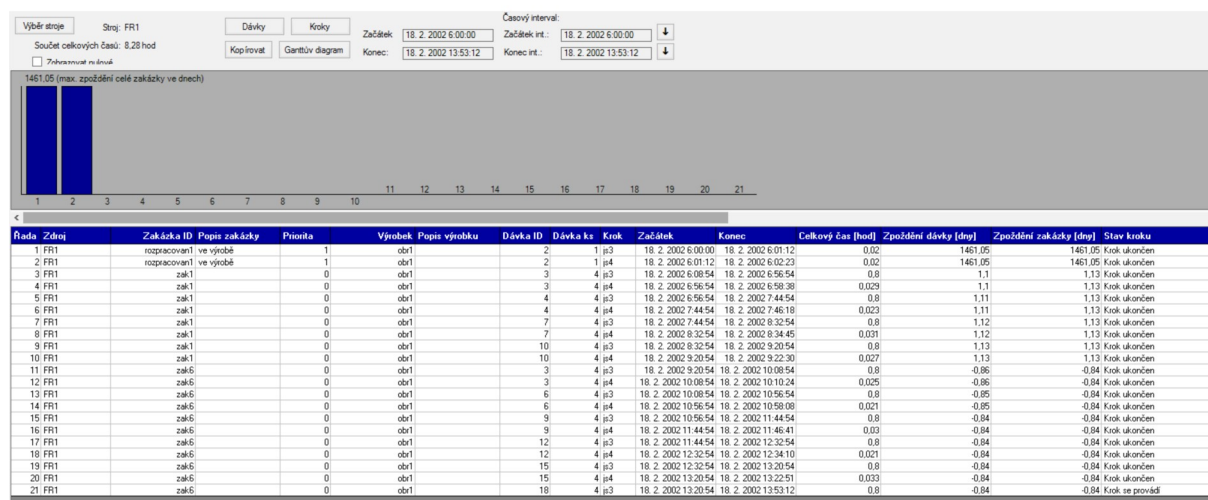 Výběr stroje Stroj: FR1 Dávky Kroky Časový interval:
Začátek 18. 2. 2002 6:00:00 Začátek int.: 18. 2. 2002 6:00:00
Součet celkových časů: 8,28 hod Kopírovat Ganttův diagram Konec: 18. 2. 2002 13:53:12 Konec int.: 18. 2. 2002 13:53:12
Zobrazovat nulové
1461,05 (max. zpoždění celé zakázky ve dnech)
1 2 3 4 5 6 7 8 9 10 11 12 13 14 15 16 17 18 19 20 21
Řada Zdroj Zakázka ID Popis zakázky Priorita Výrobek Popis výrobku Dávka ID Dávka ks Krok Začátek Konec Celkový čas [hod] Zpoždění dávky [dny] Zpoždění zakázky [dny] Stav kroku
1 FR1 rozpracovan1 ve výrobě 1 obr1 2 1 js3 18. 2. 2002 6:00:00 18. 2. 2002 6:01:12 0,02 1461,05 1461,05 Krok ukončen
2 FR1 rozpracovan1 ve výrobě 1 obr1 2 1 js4 18. 2. 2002 6:01:12 18. 2. 2002 6:02:23 0,02 1461,05 1461,05 Krok ukončen
3 FR1 zak1 0 obr1 3 4 js3 18. 2. 2002 6:08:54 18. 2. 2002 6:56:54 0,8 1,1 1,13 Krok ukončen
4 FR1 zak1 0 obr1 3 4 js4 18. 2. 2002 6:56:54 18. 2. 2002 6:58:38 0,029 1,1 1,13 Krok ukončen
5 FR1 zak1 0 obr1 4 4 js3 18. 2. 2002 6:56:54 18. 2. 2002 7:44:54 0,8 1,11 1,13 Krok ukončen
6 FR1 zak1 0 obr1 4 4 js4 18. 2. 2002 7:44:54 18. 2. 2002 7:46:18 0,023 1,11 1,13 Krok ukončen
7 FR1 zak1 0 obr1 7 4 js3 18. 2. 2002 7:44:54 18. 2. 2002 8:32:54 0,8 1,12 1,13 Krok ukončen
8 FR1 zak1 0 obr1 7 4 js4 18. 2. 2002 8:32:54 18. 2. 2002 8:34:45 0,031 1,12 1,13 Krok ukončen
9 FR1 zak1 0 obr1 10 4 js3 18. 2. 2002 8:32:54 18. 2. 2002 9:20:54 0,8 1,13 1,13 Krok ukončen
10 FR1 zak1 0 obr1 10 4 js4 18. 2. 2002 9:20:54 18. 2. 2002 9:22:30 0,027 1,13 1,13 Krok ukončen
11 FR1 zak6 0 obr1 3 4 js3 18. 2. 2002 9:20:54 18. 2. 2002 10:08:54 0,8 -0,86 -0,84 Krok ukončen
12 FR1 zak6 0 obr1 3 4 js4 18. 2. 2002 10:08:54 18. 2. 2002 10:10:24 0,025 -0,86 -0,84 Krok ukončen
13 FR1 zak6 0 obr1 6 4 js3 18. 2. 2002 10:08:54 18. 2. 2002 10:56:54 0,8 -0,85 -0,84 Krok ukončen
14 FR1 zak6 0 obr1 6 4 js4 18. 2. 2002 10:56:54 18. 2. 2002 10:58:08 0,021 -0,85 -0,84 Krok ukončen
15 FR1 zak6 0 obr1 9 4 js3 18. 2. 2002 10:56:54 18. 2. 2002 11:44:54 0,8 -0,84 -0,84 Krok ukončen
16 FR1 zak6 0 obr1 9 4 js4 18. 2. 2002 11:44:54 18. 2. 2002 11:46:41 0,03 -0,84 -0,84 Krok ukončen
17 FR1 zak6 0 obr1 12 4 js3 18. 2. 2002 11:44:54 18. 2. 2002 12:32:54 0,8 -0,84 -0,84 Krok ukončen
18 FR1 zak6 0 obr1 12 4 js4 18. 2. 2002 12:32:54 18. 2. 2002 12:34:10 0,021 -0,84 -0,84 Krok ukončen
19 FR1 zak6 0 obr1 15 4 js3 18. 2. 2002 12:32:54 18. 2. 2002 13:20:54 0,8 -0,84 -0,84 Krok ukončen
20 FR1 zak6 0 obr1 15 4 js4 18. 2. 2002 13:20:54 18. 2. 2002 13:22:51 0,033 -0,84 -0,84 Krok ukončen
21 FR1 zak6 0 obr1 18 4 js3 18. 2. 2002 13:20:54 18. 2. 2002 13:53:12 0,8 -0,84 -0,84 Krok se provádí